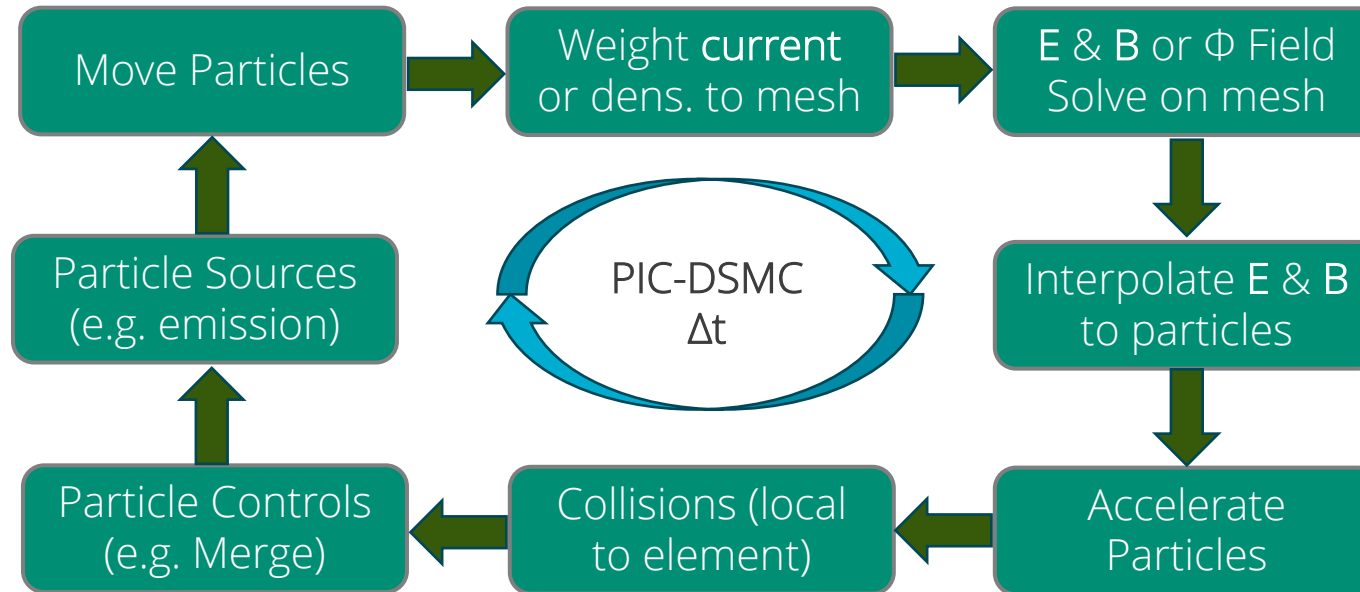 Move Particles
Weight current
or dens. to mesh
E & B or Φ Field
Solve on mesh
Particle Sources
(e.g. emission)
PIC-DSMC
Δt
Interpolate E & B
to particles
Particle Controls
(e.g. Merge)
Collisions (local
to element)
Accelerate
Particles